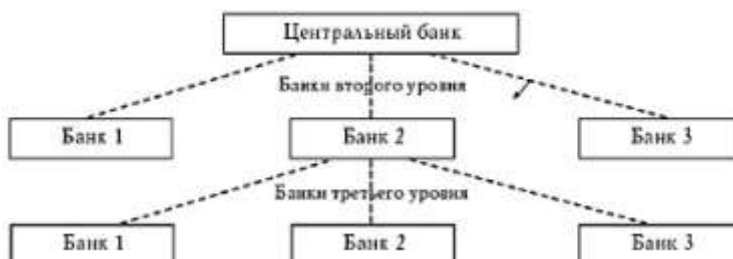 Центральный банк
Банки второго уровня
Банк 1
Банк 2
Банк 3
Банки третьего уровня
Банк 1
Банк 2
Банк 3